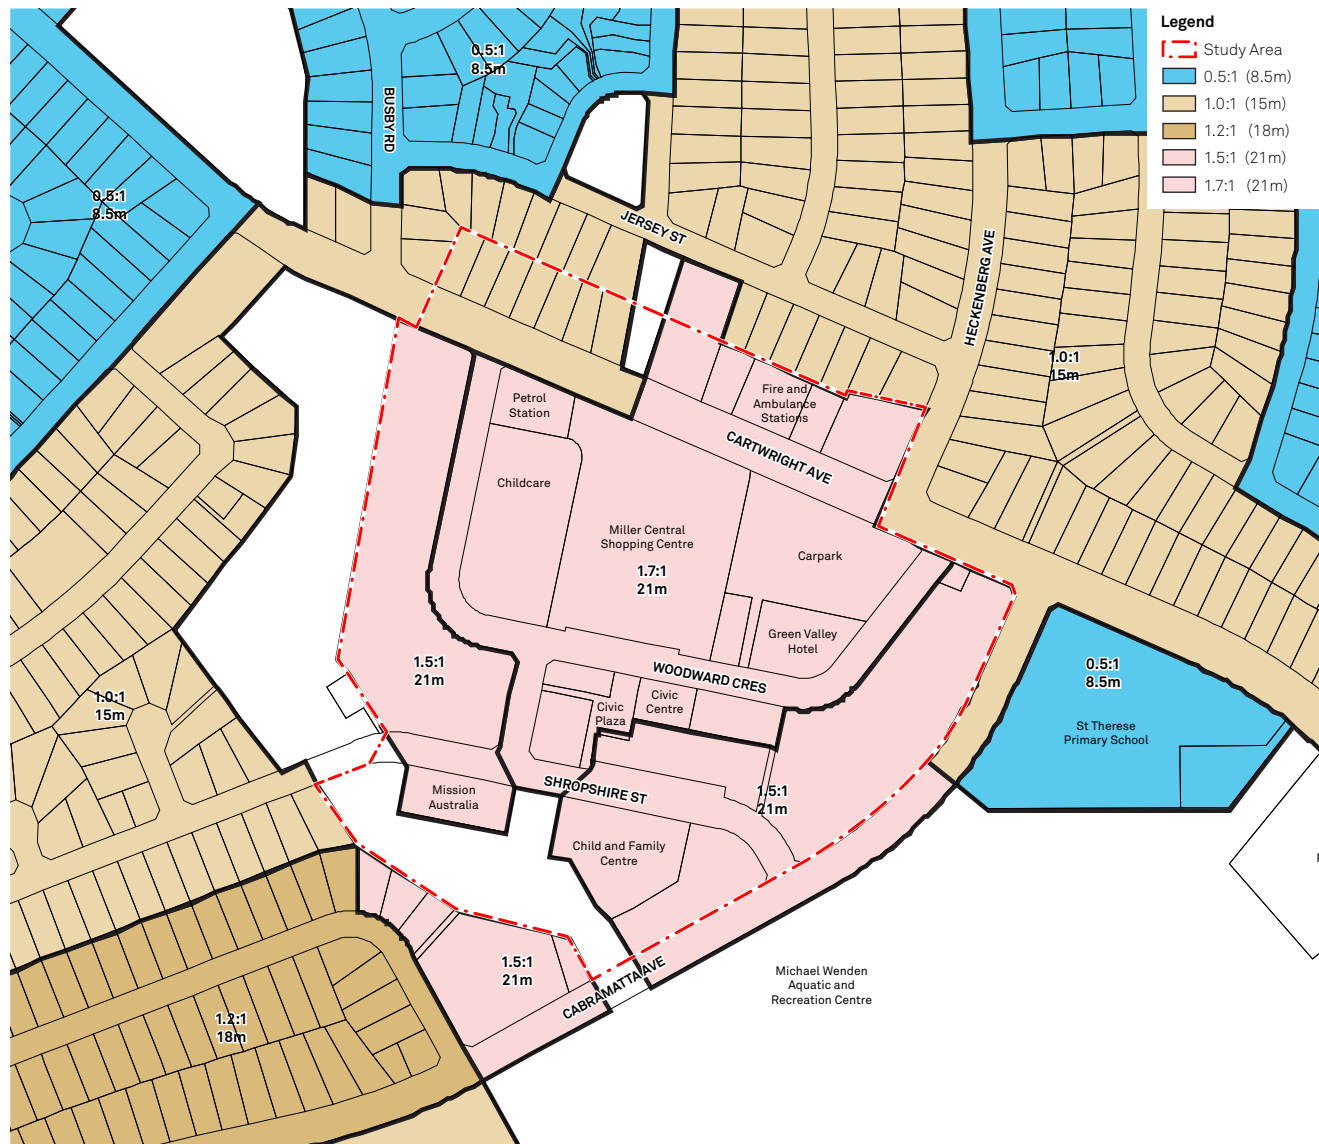 Legend
Study Area
0.5:1 (8.5m)
1.0:1 (15m)
1.2:1 (18m)
1.5:1 (21m)
1.7:1 (21m)
0.5:1
8.5m
BUSBY RD
0.5:1
8.5m
JERSEY ST
HECKENBERG AVE
1.0:1
15m
Petrol
Station
Fire and
Ambulance
Stations
CARTWRIGHT AVE
Childcare
Miller Central
Shopping Centre
1.7:1
21m
Carpark
Green Valley
Hotel
1.5:1
21m
WOODWARD CRES
0.5:1
8.5m
St Therese
Primary School
1.0:1
15m
Civic
Plaza
Civic
Centre
Mission
Australia
SHROPSHIRE ST
1.5:1
21m
Child and Family
Centre
1.5:1
21m
CABRAMATTA AVE
Michael Wenden
Aquatic and
Recreation Centre
1.2:1
18m